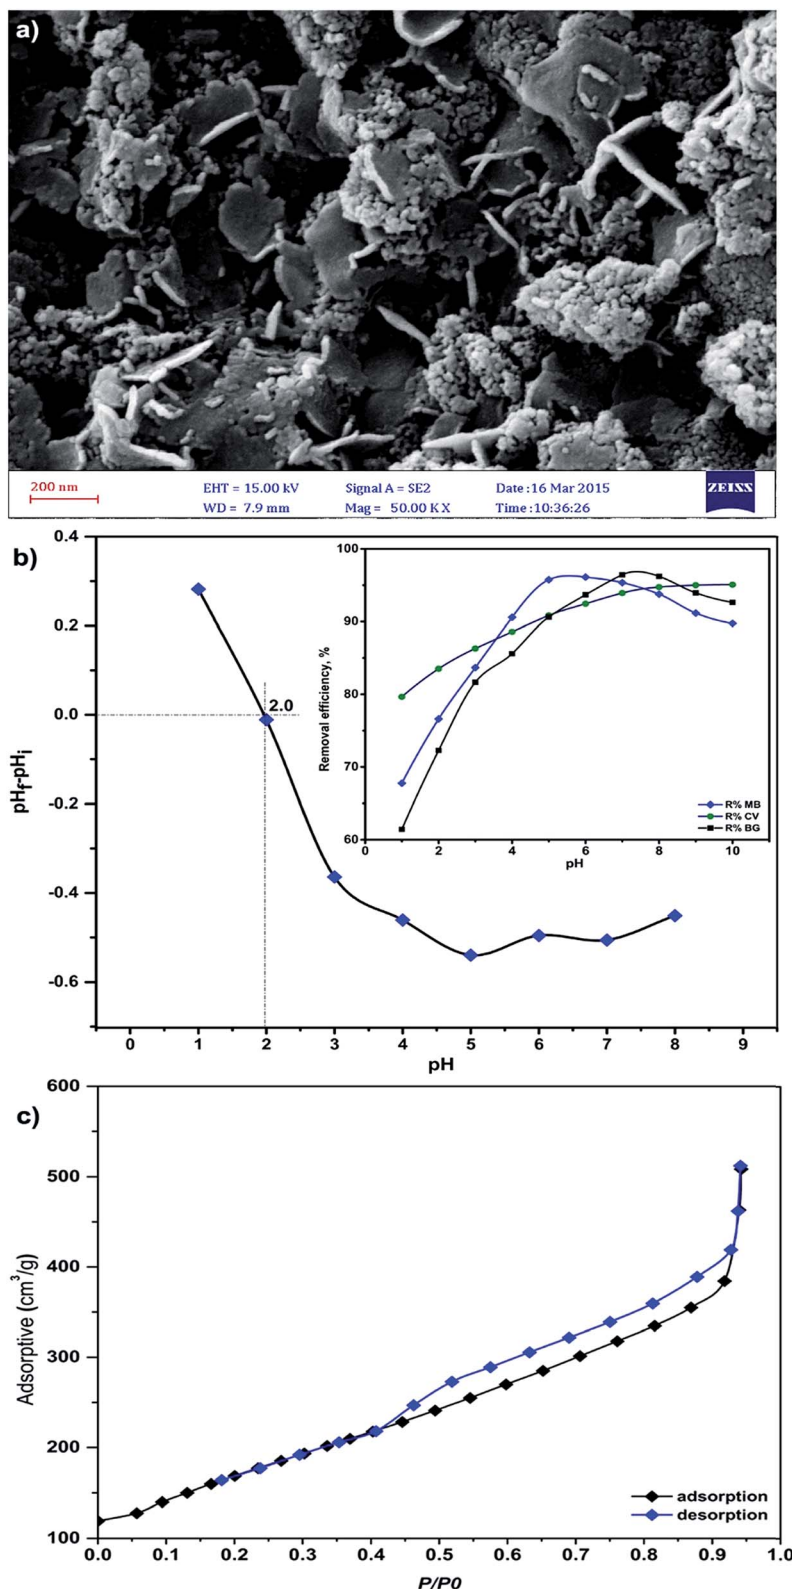 a)
200 nm
EHT = 15.00 kV Signal A = SE2 Date :16 Mar 2015
WD = 7.9 mm Mag = 50.00 K X Time :10:36:26
ZEISS
b)
0.4
0.2
0.0
-0.2
-0.4
-0.6
pHf-pHi
2.0
0 1 2 3 4 5 6 7 8 9
pH
100
90
80
70
60
Removal efficiency, %
0 2 4 6 8 10
pH
R% MB
R% CV
R% BG
c)
600
500
400
300
200
100
Adsorptive (cm³/g)
adsorption
desorption
0.0 0.1 0.2 0.3 0.4 0.5 0.6 0.7 0.8 0.9 1.0
P/P0